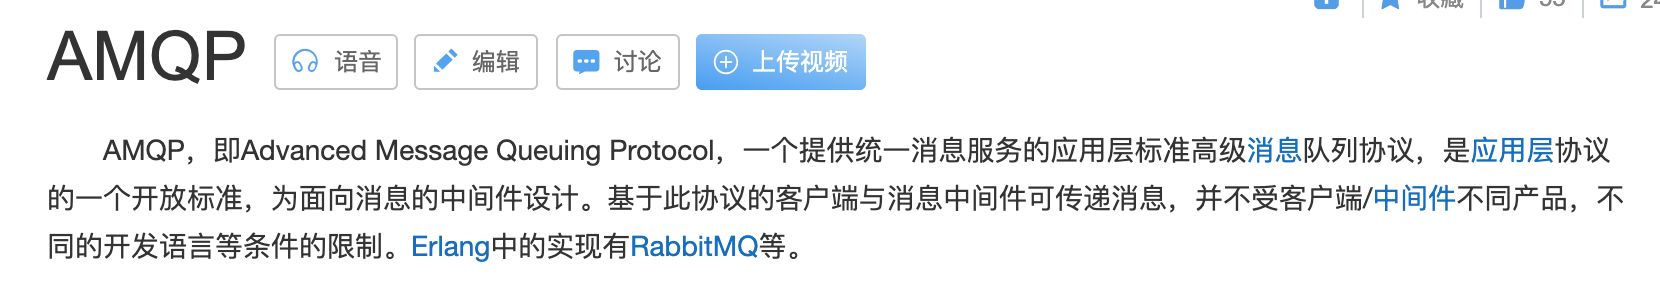 收藏
AMQP 语音 编辑 讨论 上传视频
AMQP，即Advanced Message Queuing Protocol，一个提供统一消息服务的应用层标准高级消息队列协议，是应用层协议
的一个开放标准，为面向消息的中间件设计。基于此协议的客户端与消息中间件可传递消息，并不受客户端/中间件不同产品，不
同的开发语言等条件的限制。Erlang中的实现有RabbitMQ等。